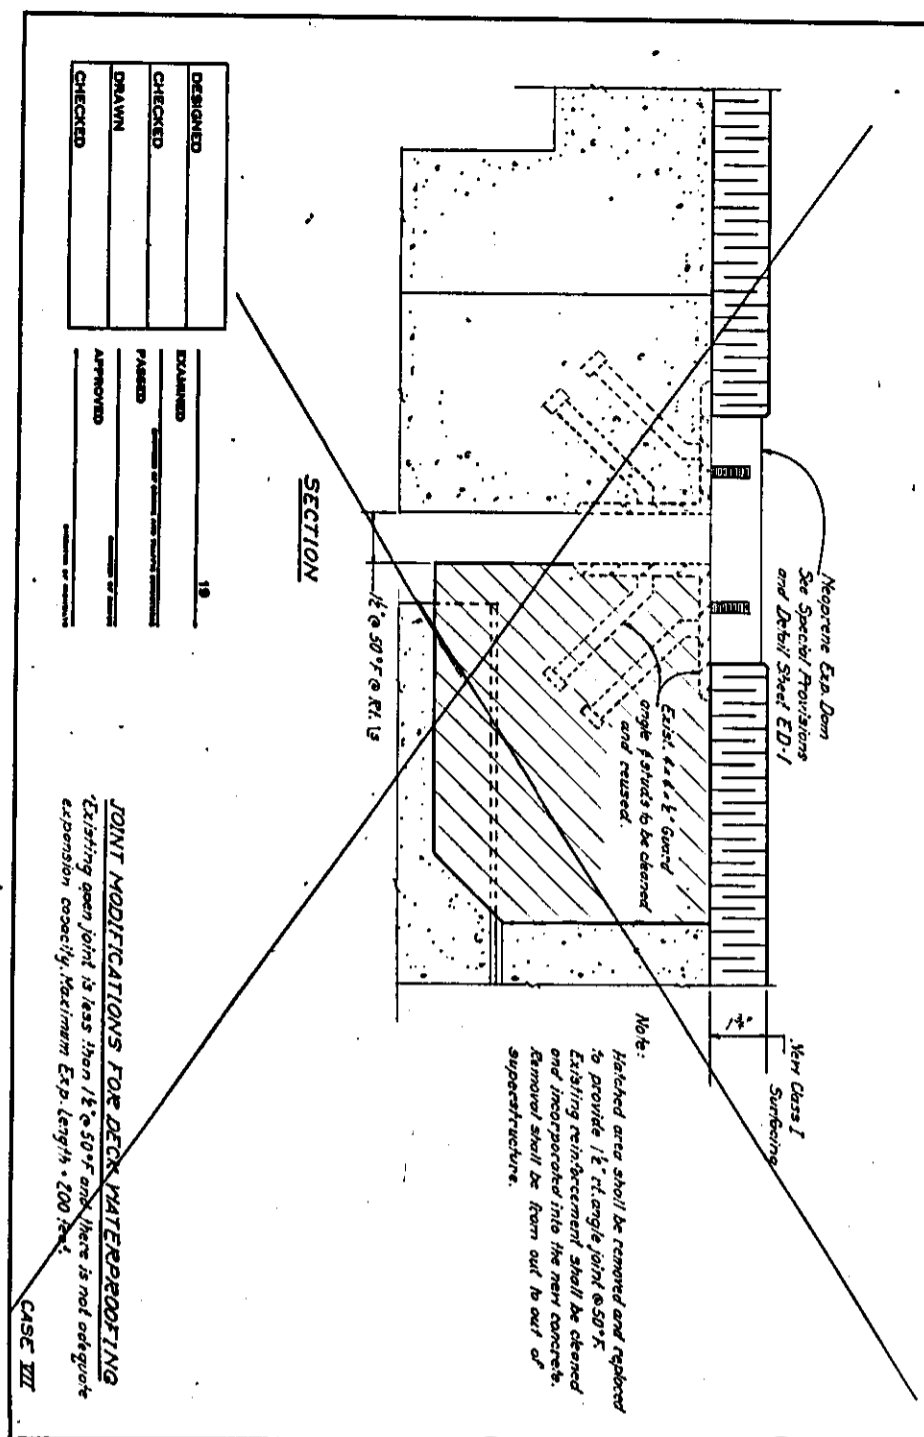 Neoprene Exp. Dam
See Special Provisions
and Detail Sheet ED-1
New Class I
Surfacing
Exist. 4x4x½" Guard
angle & studs to be cleaned
and reused.
1½" @ 50°F @ Rt. ∠s
SECTION
Note:
Hatched area shall be removed and replaced
to provide 1½" rt. angle joint @ 50°F.
Existing reinforcement shall be cleaned
and incorporated into the new concrete.
Removal shall be from out to out of
superstructure.
DESIGNED
CHECKED
DRAWN
CHECKED
19
EXAMINED
PASSED
APPROVED
JOINT MODIFICATIONS FOR DECK WATERPROOFING
"Existing open joint is less than 1½" @ 50°F and there is not adequate
expansion capacity. Maximum Exp. Length = 200 feet.
CASE VIII